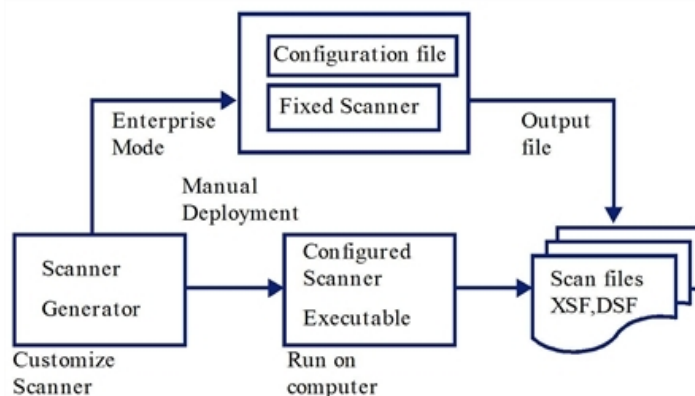 Configuration file
Fixed Scanner
Enterprise
Mode
Output
file
Manual
Deployment
Scanner
Generator
Configured
Scanner
Executable
Scan files
XSF,DSF
Customize
Scanner
Run on
computer